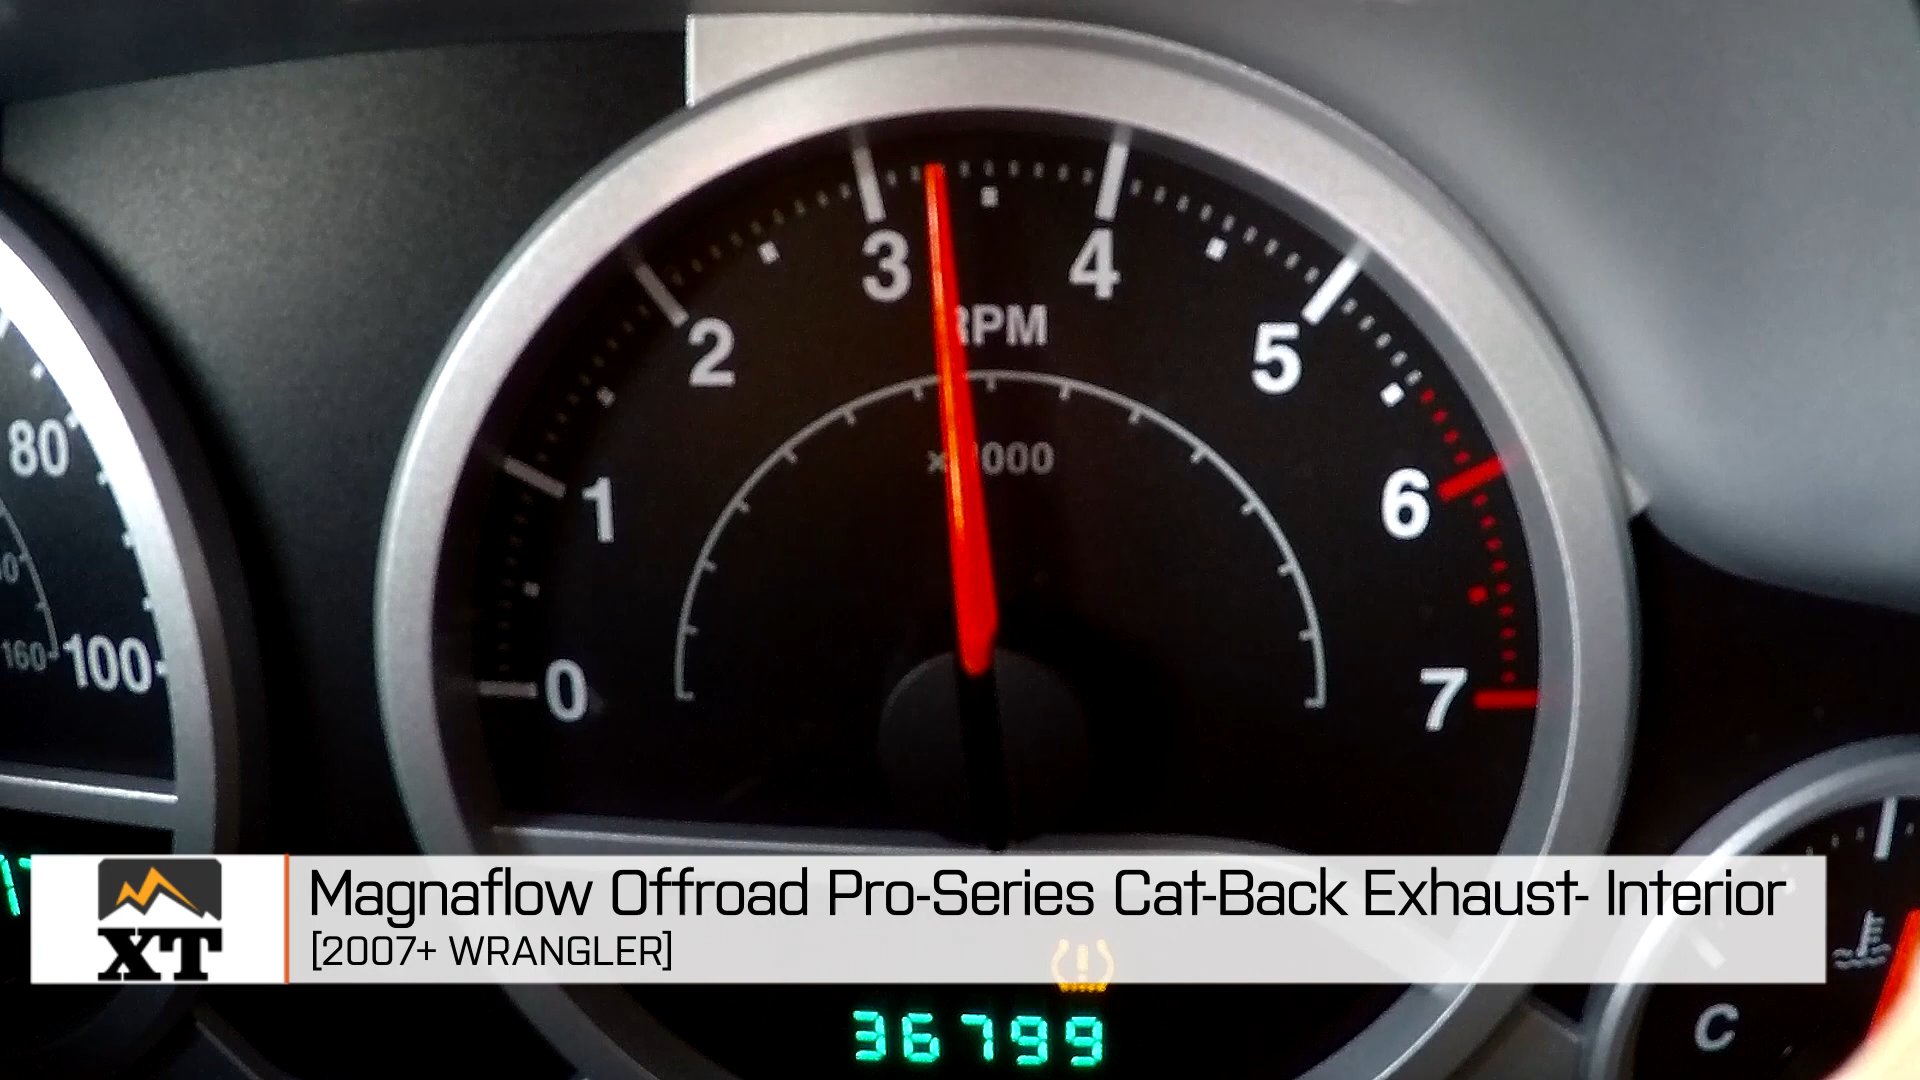 3
4
RPM
2
5
80
x1000
1
6
160
100
0
7
XT
Magnaflow Offroad Pro-Series Cat-Back Exhaust- Interior
[2007+ WRANGLER]
C
36799